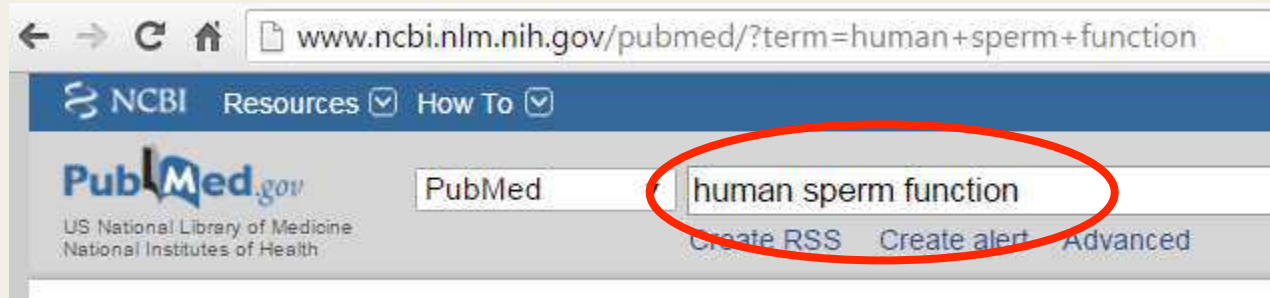 www.ncbi.nlm.nih.gov/pubmed/?term=human+sperm+function
NCBI Resources How To
PubMed.gov PubMed human sperm function
US National Library of Medicine
National Institutes of Health
Create RSS Create alert Advanced